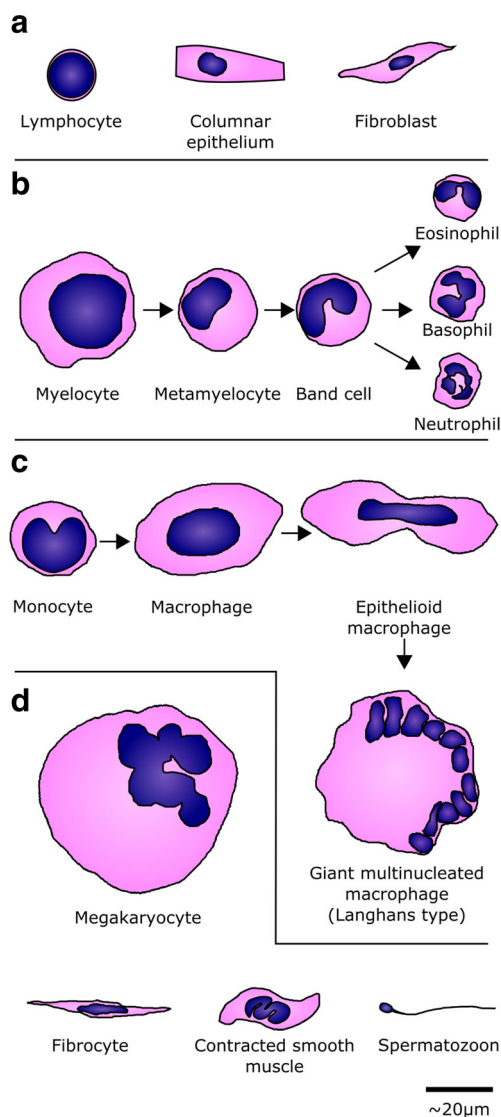 a
Lymphocyte
Columnar
epithelium
Fibroblast
b
Myelocyte
Metamyelocyte
Band cell
Eosinophil
Basophil
Neutrophil
c
Monocyte
Macrophage
Epithelioid
macrophage
d
Megakaryocyte
Giant multinucleated
macrophage
(Langhans type)
Fibrocyte
Contracted smooth
muscle
Spermatozoon
~20µm